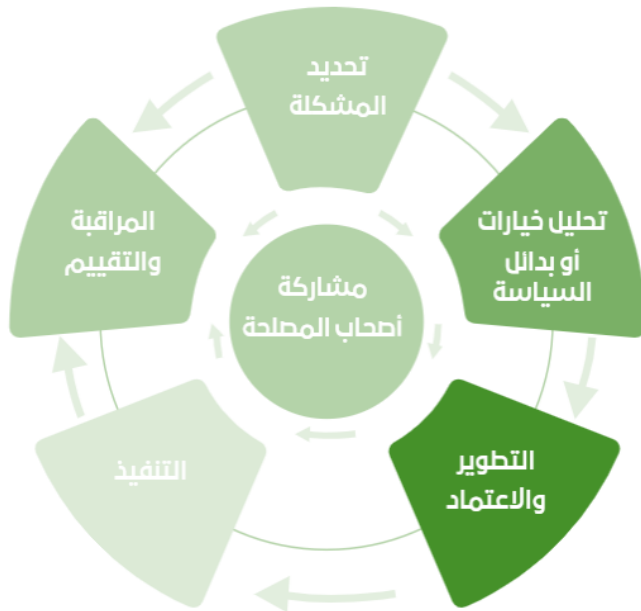 تحديد
المشكلة
تحليل خيارات
أو بدائل
السياسة
التطوير
والاعتماد
التنفيذ
المراقبة
والتقييم
مشاركة
أصحاب المصلحة